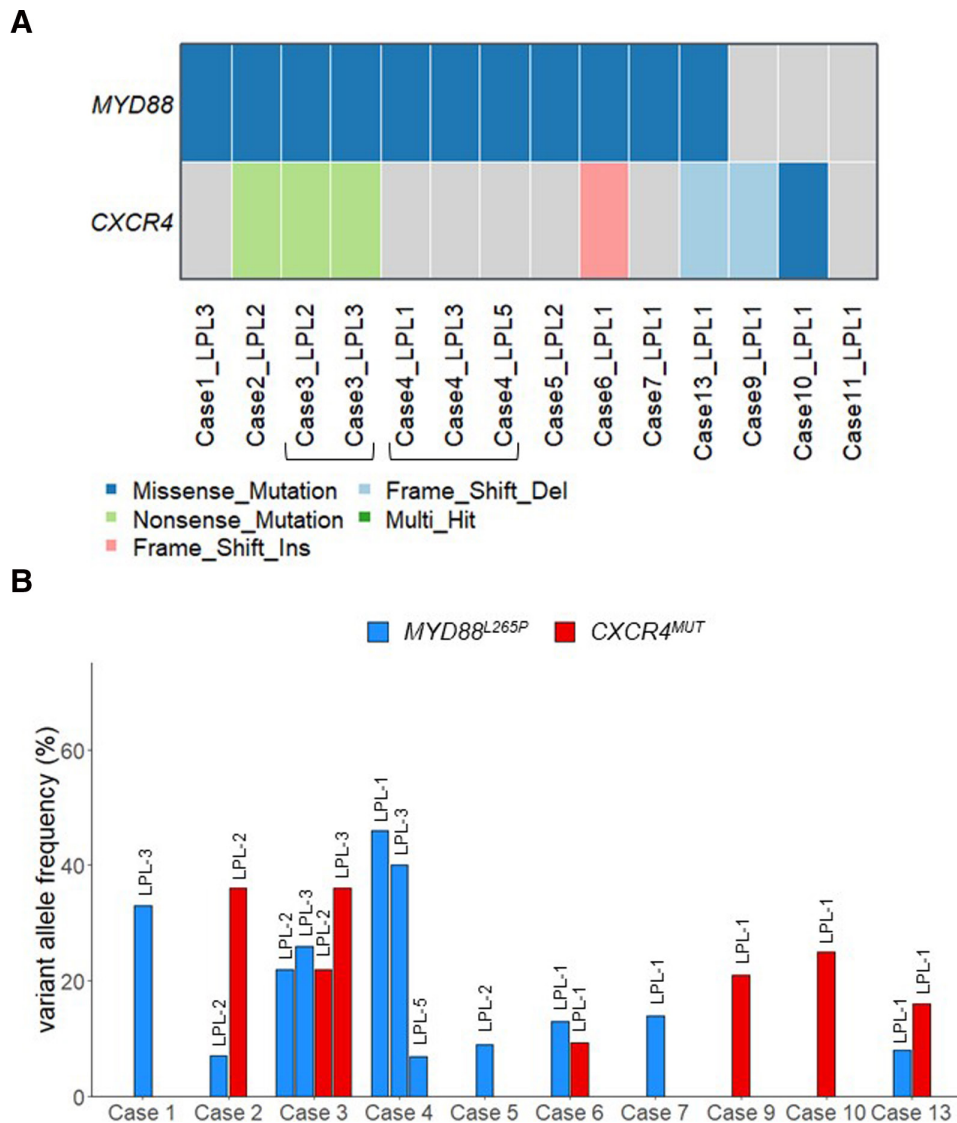 A
MYD88
CXCR4
Case1_LPL3
Case2_LPL2
Case3_LPL2
Case3_LPL3
Case4_LPL1
Case4_LPL3
Case4_LPL5
Case5_LPL2
Case6_LPL1
Case7_LPL1
Case13_LPL1
Case9_LPL1
Case10_LPL1
Case11_LPL1
Missense_Mutation
Frame_Shift_Del
Nonsense_Mutation
Multi_Hit
Frame_Shift_Ins
B
MYD88L265P
CXCR4MUT
variant allele frequency (%)
60
40
20
0
LPL-3
LPL-2
LPL-2
LPL-2
LPL-3
LPL-2
LPL-3
LPL-1
LPL-3
LPL-5
LPL-2
LPL-1
LPL-1
LPL-1
LPL-1
LPL-1
LPL-1
LPL-1
Case 1
Case 2
Case 3
Case 4
Case 5
Case 6
Case 7
Case 9
Case 10
Case 13